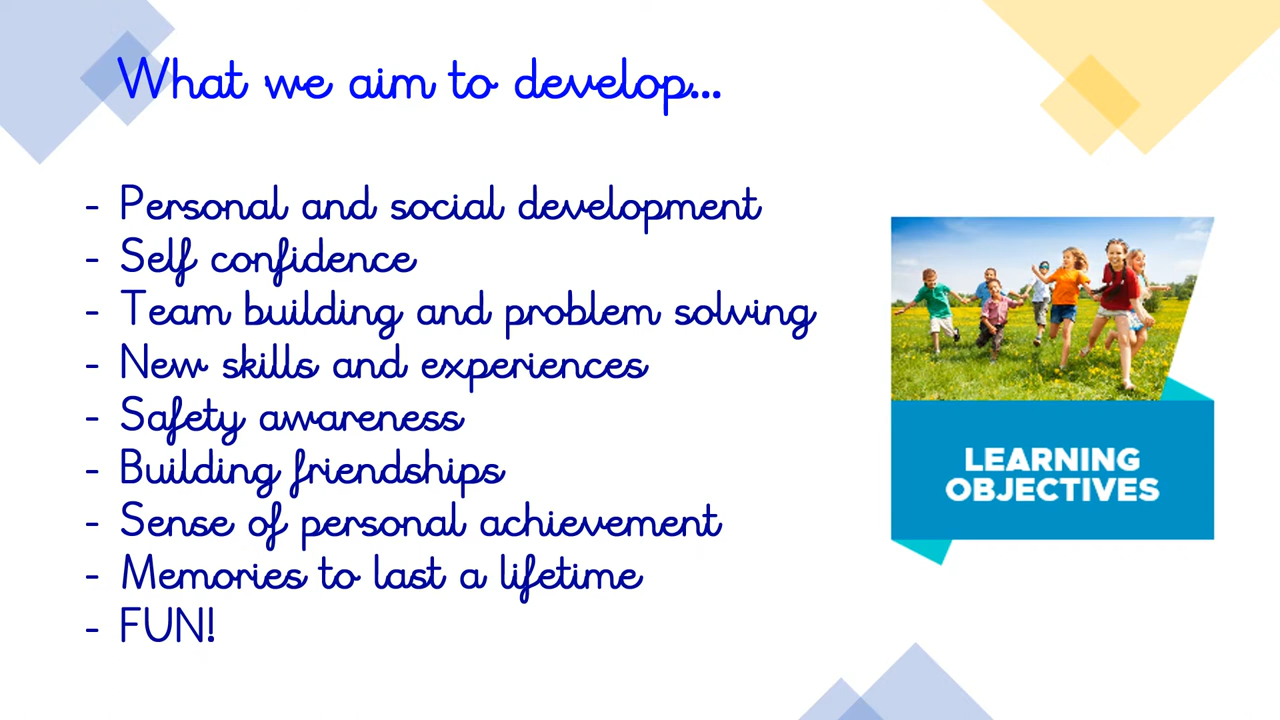 What we aim to develop...
- Personal and social development
- Self confidence
- Team building and problem solving
- New skills and experiences
- Safety awareness
- Building friendships
- Sense of personal achievement
- Memories to last a lifetime
- FUN!
LEARNING
OBJECTIVES